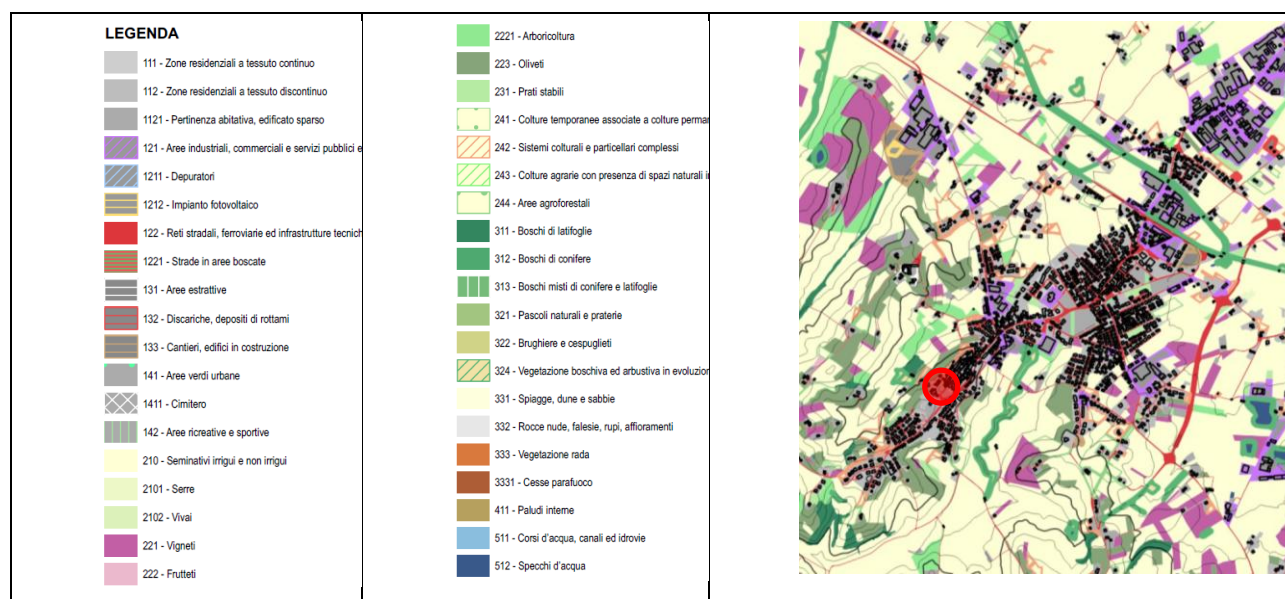 LEGENDA
111 - Zone residenziali a tessuto continuo
112 - Zone residenziali a tessuto discontinuo
1121 - Pertinenza abitativa, edificato sparso
121 - Aree industriali, commerciali e servizi pubblici e
1211 - Depuratori
1212 - Impianto fotovoltaico
122 - Reti stradali, ferroviarie ed infrastrutture tecnich
1221 - Strade in aree boscate
131 - Aree estrattive
132 - Discariche, depositi di rottami
133 - Cantieri, edifici in costruzione
141 - Aree verdi urbane
1411 - Cimitero
142 - Aree ricreative e sportive
210 - Seminativi irrigui e non irrigui
2101 - Serre
2102 - Vivai
221 - Vigneti
222 - Frutteti
2221 - Arboricoltura
223 - Oliveti
231 - Prati stabili
241 - Colture temporanee associate a colture perma
242 - Sistemi colturali e particellari complessi
243 - Colture agrarie con presenza di spazi naturali i
244 - Aree agroforestali
311 - Boschi di latifoglie
312 - Boschi di conifere
313 - Boschi misti di conifere e latifoglie
321 - Pascoli naturali e praterie
322 - Brughiere e cespuglieti
324 - Vegetazione boschiva ed arbustiva in evoluzion
331 - Spiagge, dune e sabbie
332 - Rocce nude, falesie, rupi, affioramenti
333 - Vegetazione rada
3331 - Cesse parafuoco
411 - Paludi interne
511 - Corsi d'acqua, canali ed idrovie
512 - Specchi d'acqua